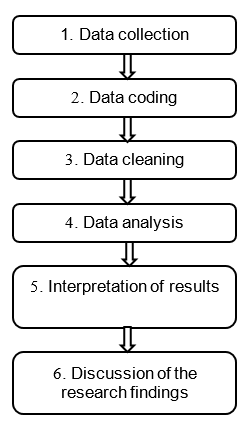 1. Data collection
2. Data coding
3. Data cleaning
4. Data analysis
5. Interpretation of results
6. Discussion of the
research findings